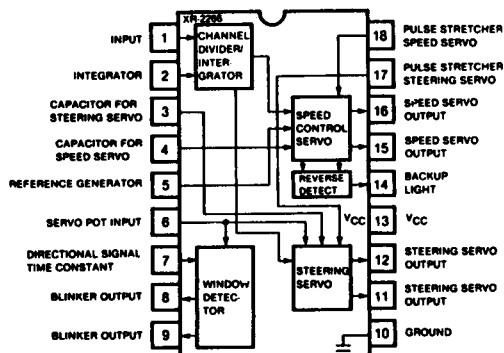 XR-2266
INPUT 1
INTEGRATOR 2
CAPACITOR FOR
STEERING SERVO 3
CAPACITOR FOR
SPEED SERVO 4
REFERENCE GENERATOR 5
SERVO POT INPUT 6
DIRECTIONAL SIGNAL
TIME CONSTANT 7
BLINKER OUTPUT 8
BLINKER OUTPUT 9
CHANNEL
DIVIDER/
INTER-
GRATOR
SPEED
CONTROL
SERVO
REVERSE
DETECT
VCC
WINDOW
DETEC-
TOR
STEERING
SERVO
18 PULSE STRETCHER
SPEED SERVO
17 PULSE STRETCHER
STEERING SERVO
16 SPEED SERVO
OUTPUT
15 SPEED SERVO
OUTPUT
14 BACKUP
LIGHT
13 VCC
12 STEERING SERVO
OUTPUT
11 STEERING SERVO
OUTPUT
10 GROUND